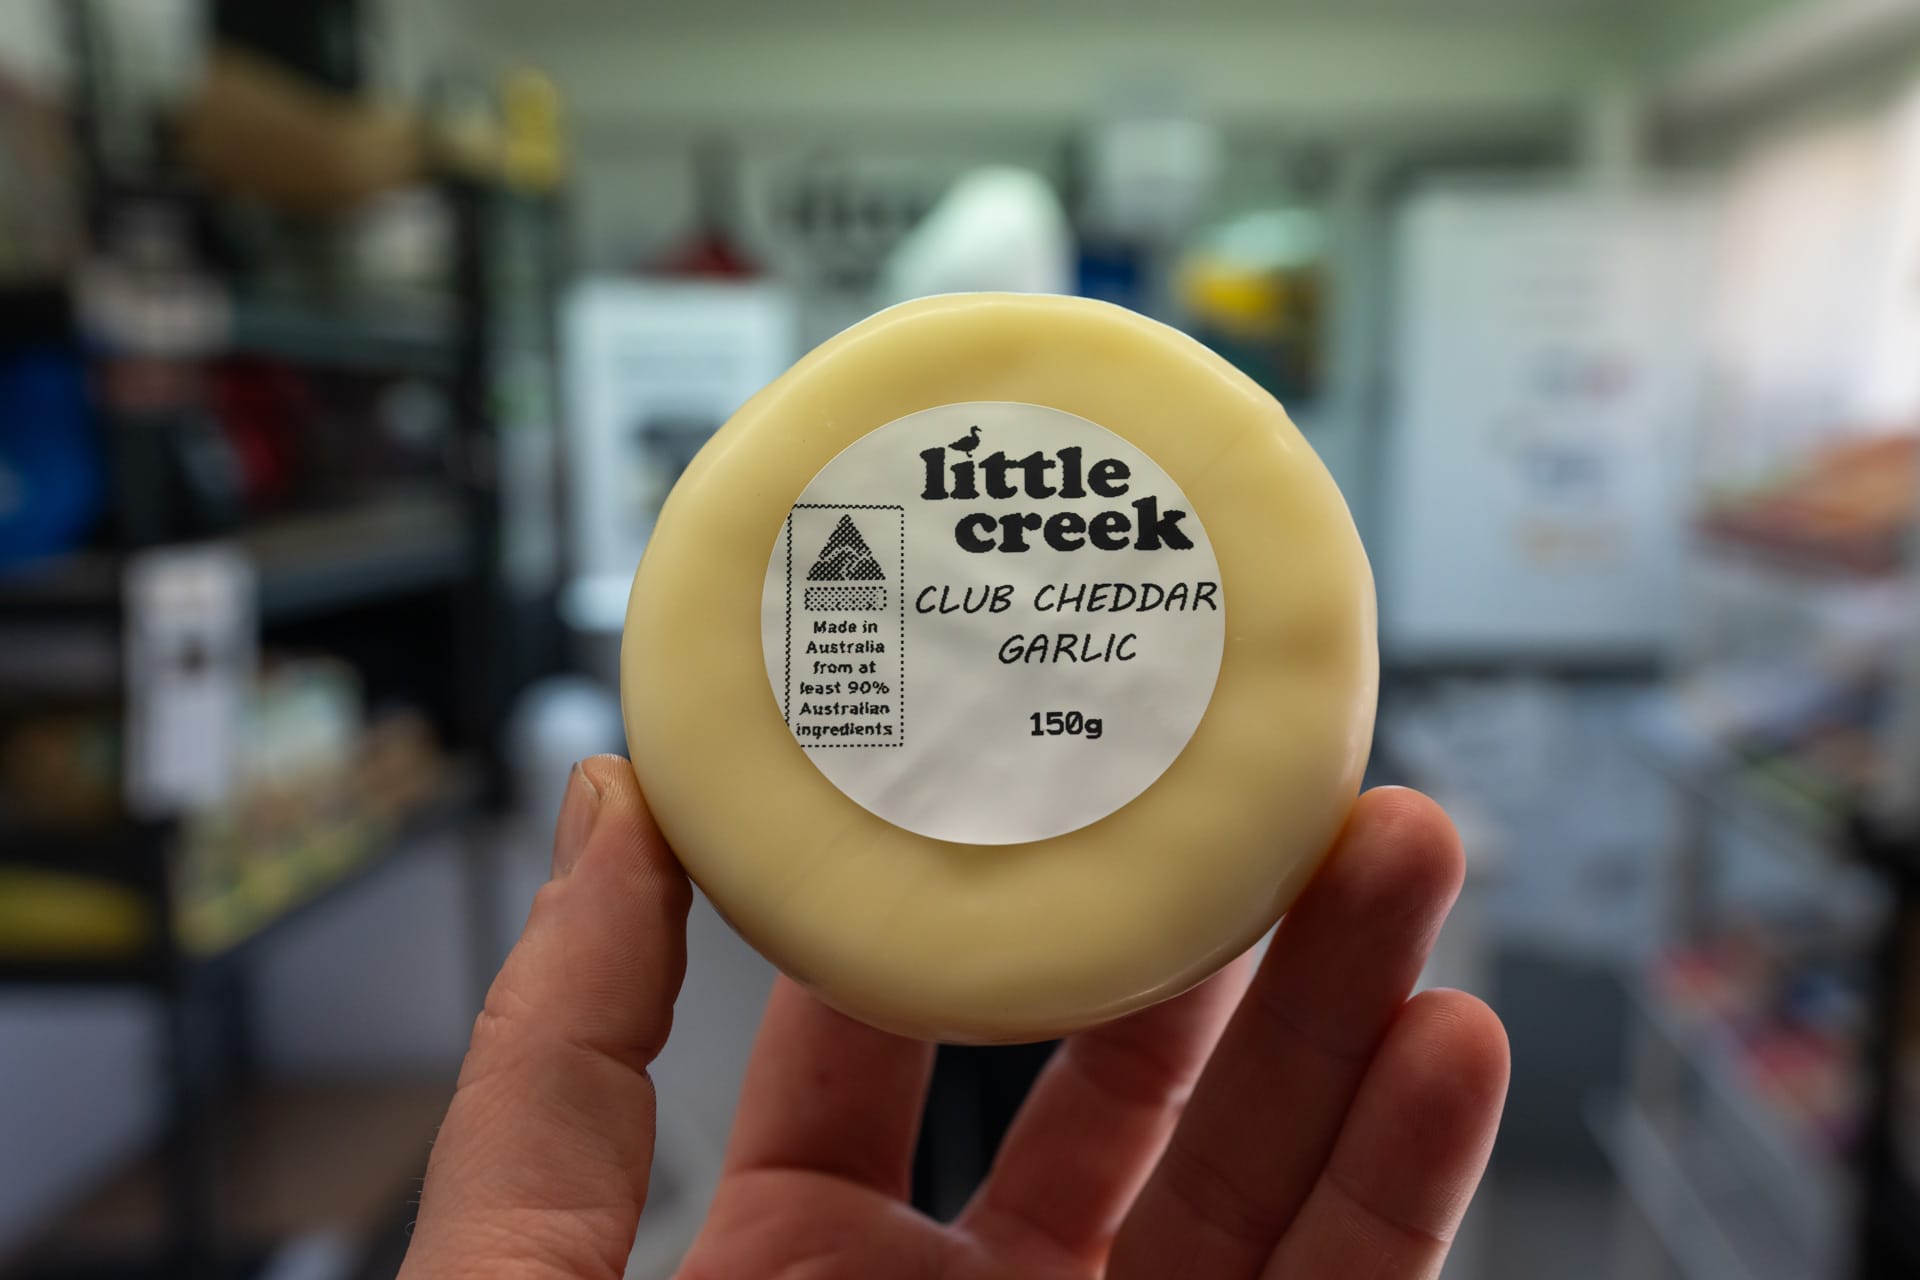 little
creek
CLUB CHEDDAR
GARLIC
150g
Made in
Australia
from at
least 90%
Australian
ingredients